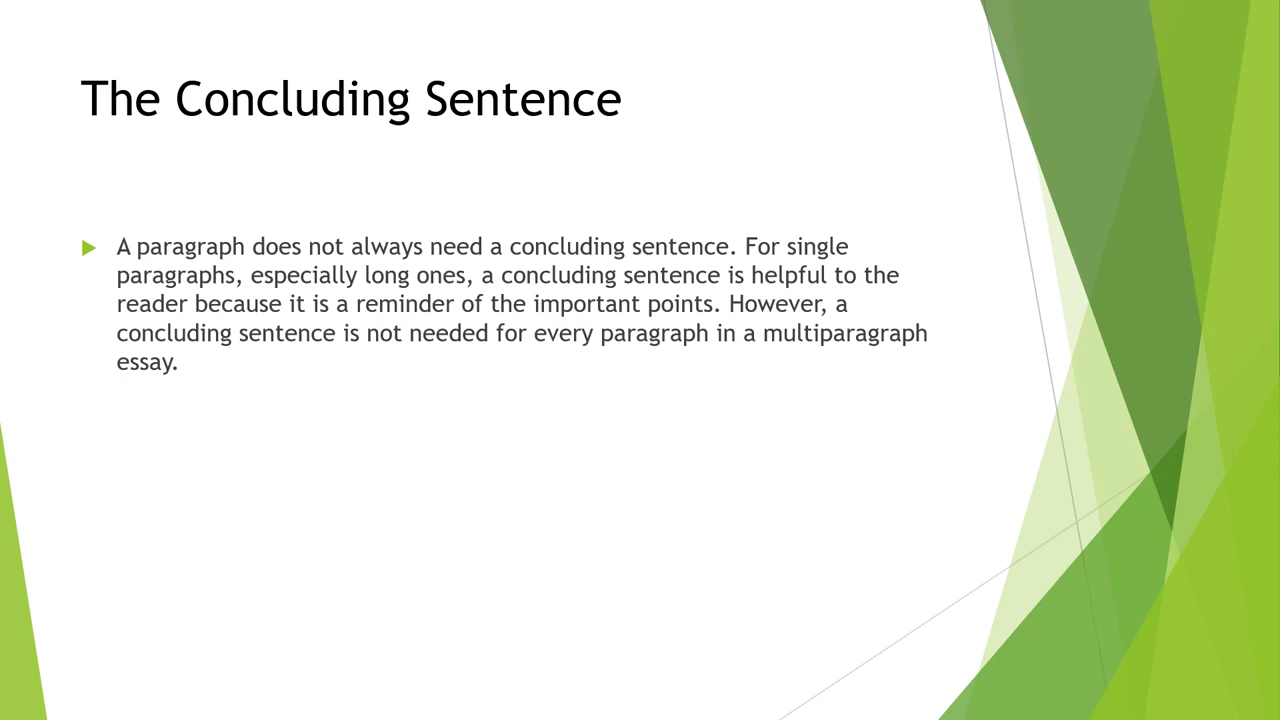 The Concluding Sentence
A paragraph does not always need a concluding sentence. For single
paragraphs, especially long ones, a concluding sentence is helpful to the
reader because it is a reminder of the important points. However, a
concluding sentence is not needed for every paragraph in a multiparagraph
essay.